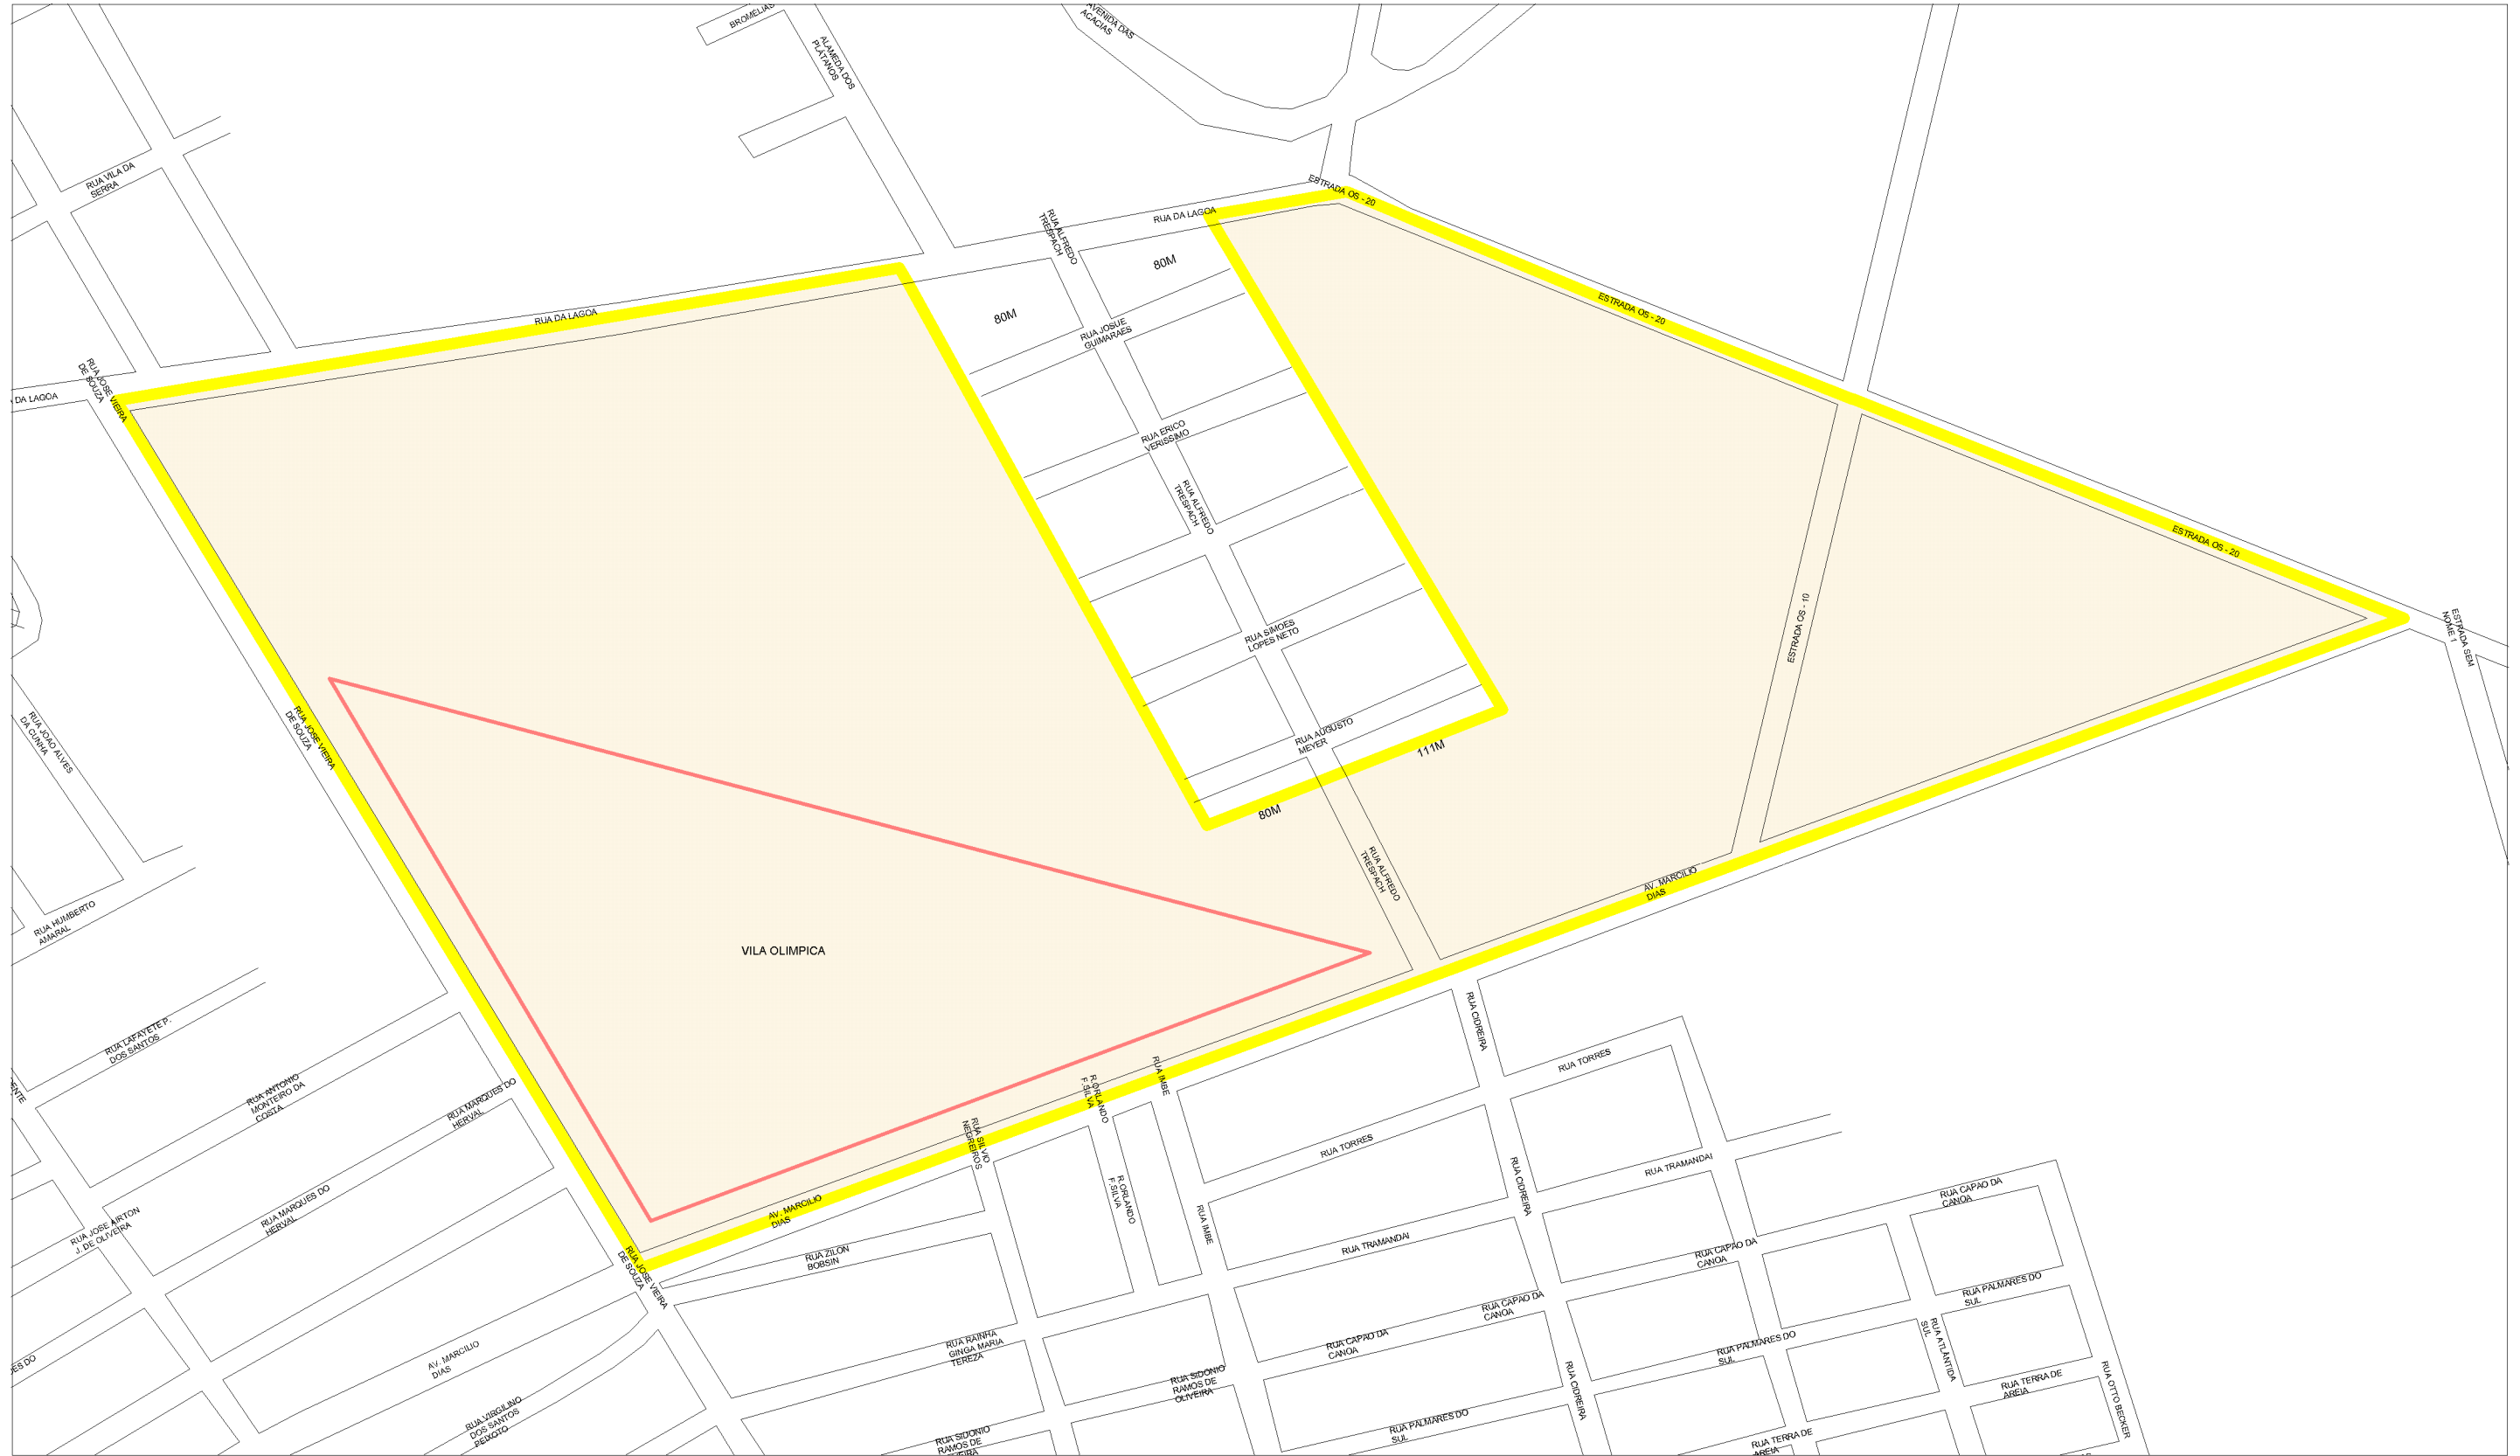 BROMELIAS
ALAMEDA DOS
PLATANOS
AVENIDA DAS
ACACIAS
RUA VILA DA
SERRA
ESTRADA OS - 20
RUA DA LAGOA
RUA ALFREDO
TRESPACH
80M
80M
ESTRADA OS - 20
RUA DA LAGOA
RUA JOSUE
GUIMARAES
RUA JOSE VIEIRA
DE SOUZA
DA LAGOA
RUA ERICO
VERISSIMO
RUA ALFREDO
TRESPACH
ESTRADA OS - 20
ESTRADA OS - 10
ESTRADA SEM
NOME 1
RUA SIMOES
LOPES NETO
RUA JOSE VIEIRA
DE SOUZA
RUA JOAO ALVES
DA CUNHA
RUA AUGUSTO
MEYER
111M
80M
RUA ALFREDO
TRESPACH
AV. MARCILIO
DIAS
RUA HUMBERTO
AMARAL
VILA OLIMPICA
RUA CIDREIRA
RUA LAFAYETE P.
DOS SANTOS
RUA TORRES
RUA IMBE
R.ORLANDO
F.SILVA
ENTE
RUA ANTONIO
MONTEIRO DA
COSTA
RUA MARQUES DO
HERVAL
RUA SILVIO
NEGREIROS
RUA TORRES
RUA TRAMANDAI
RUA CIDREIRA
R.ORLANDO
F.SILVA
RUA CAPAO DA
CANOA
RUA MARQUES DO
HERVAL
AV. MARCILIO
DIAS
RUA IMBE
RUA JOSE AIRTON
J. DE OLIVEIRA
RUA JOSE VIEIRA
DE SOUZA
RUA ZILON
BOBSIN
RUA TRAMANDAI
RUA CAPAO DA
CANOA
RUA PALMARES DO
SUL
RUA CAPAO DA
CANOA
RUA ATLANTIDA
SUL
RUA RAINHA
GINGA MARIA
TEREZA
RUA CAPAO DA
CANOA
RUA PALMARES DO
SUL
AV. MARCILIO
DIAS
ES DO
RUA SIDONIO
RAMOS DE
OLIVEIRA
RUA CIDREIRA
RUA TERRA DE
AREIA
RUA OTTO BECKER
RUA VIRGILINO
DOS SANTOS
PEIXOTO
RUA PALMARES DO
SUL
RUA SIDONIO
RAMOS DE
RUA TERRA DE
AREIA